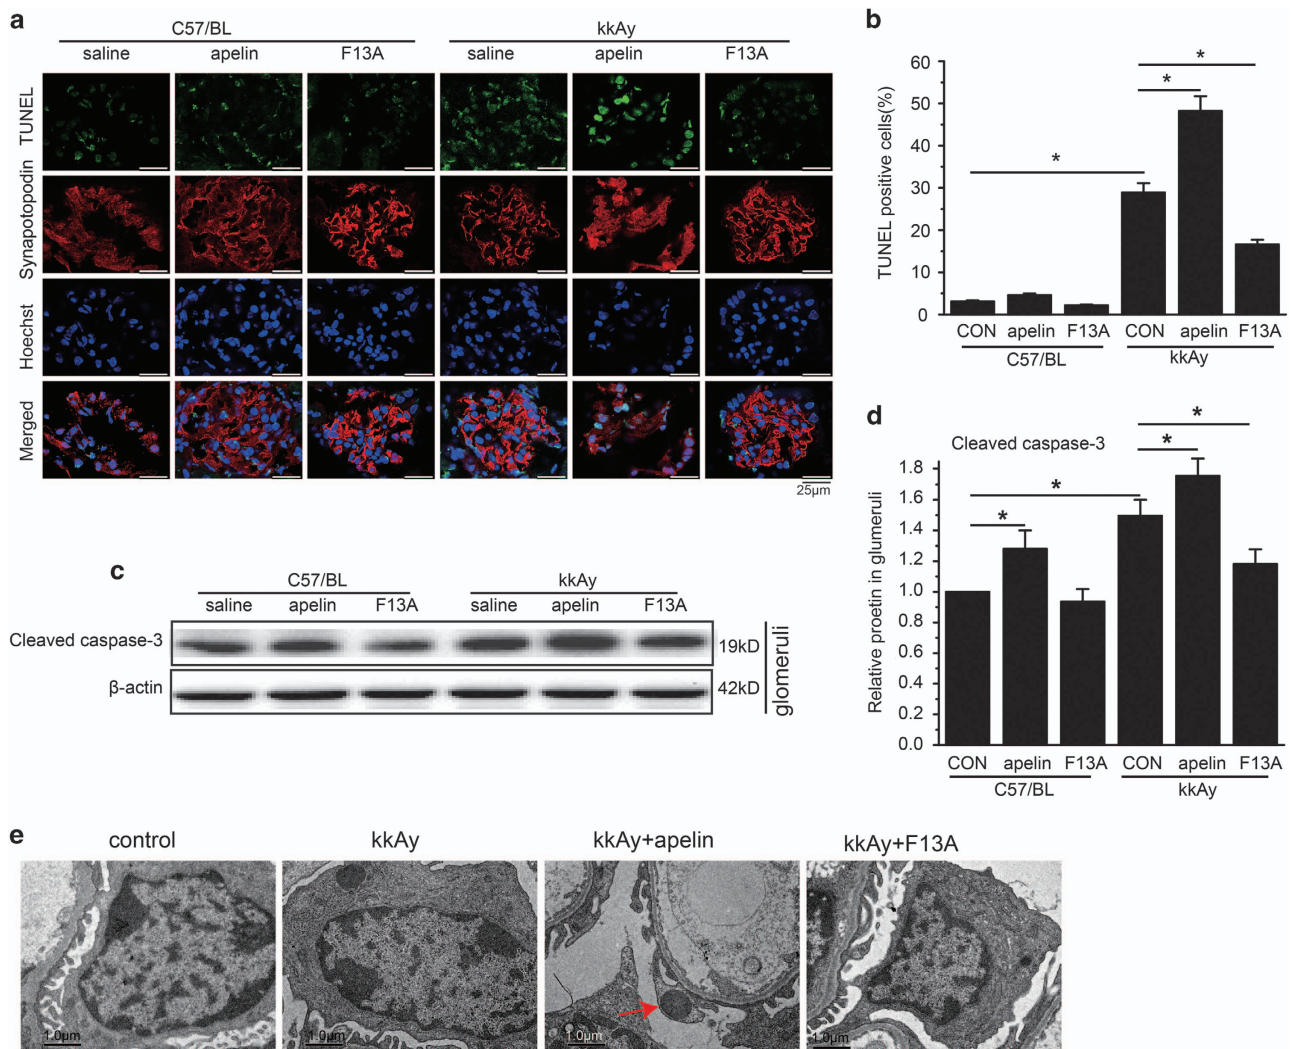 a
C57/BL
kkAy
saline
apelin
F13A
saline
apelin
F13A
TUNEL
Synapotopodin
Hoechst
Merged
25μm
b
TUNEL positive cells(%)
60
50
40
30
20
10
0
*
*
*
CON
apelin
F13A
CON
apelin
F13A
C57/BL
kkAy
c
C57/BL
kkAy
saline
apelin
F13A
saline
apelin
F13A
Cleaved caspase-3
19kD
β-actin
42kD
glomeruli
d
Cleaved caspase-3
Relative proetin in glumeruli
1.8
1.6
1.4
1.2
1.0
0.8
0.6
0.4
0.2
0.0
*
*
*
*
CON
apelin
F13A
CON
apelin
F13A
C57/BL
kkAy
e
control
kkAy
kkAy+apelin
kkAy+F13A
1.0μm
1.0μm
1.0μm
1.0μm